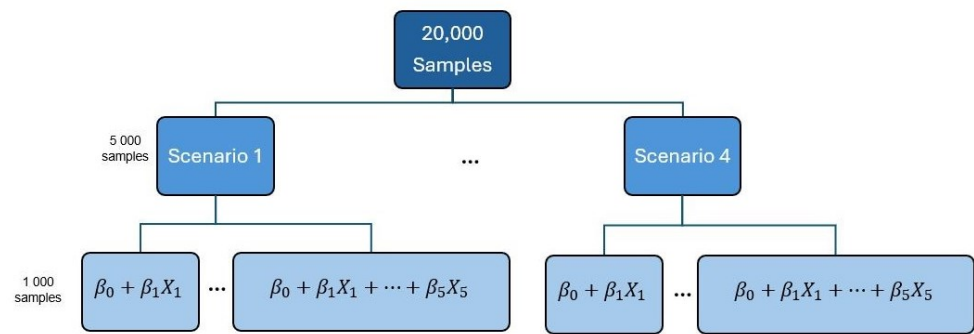 20,000
Samples
5 000
samples
Scenario 1
...
Scenario 4
1 000
samples
β₀ + β₁X₁
...
β₀ + β₁X₁ + ⋯ + β₅X₅
β₀ + β₁X₁
...
β₀ + β₁X₁ + ⋯ + β₅X₅